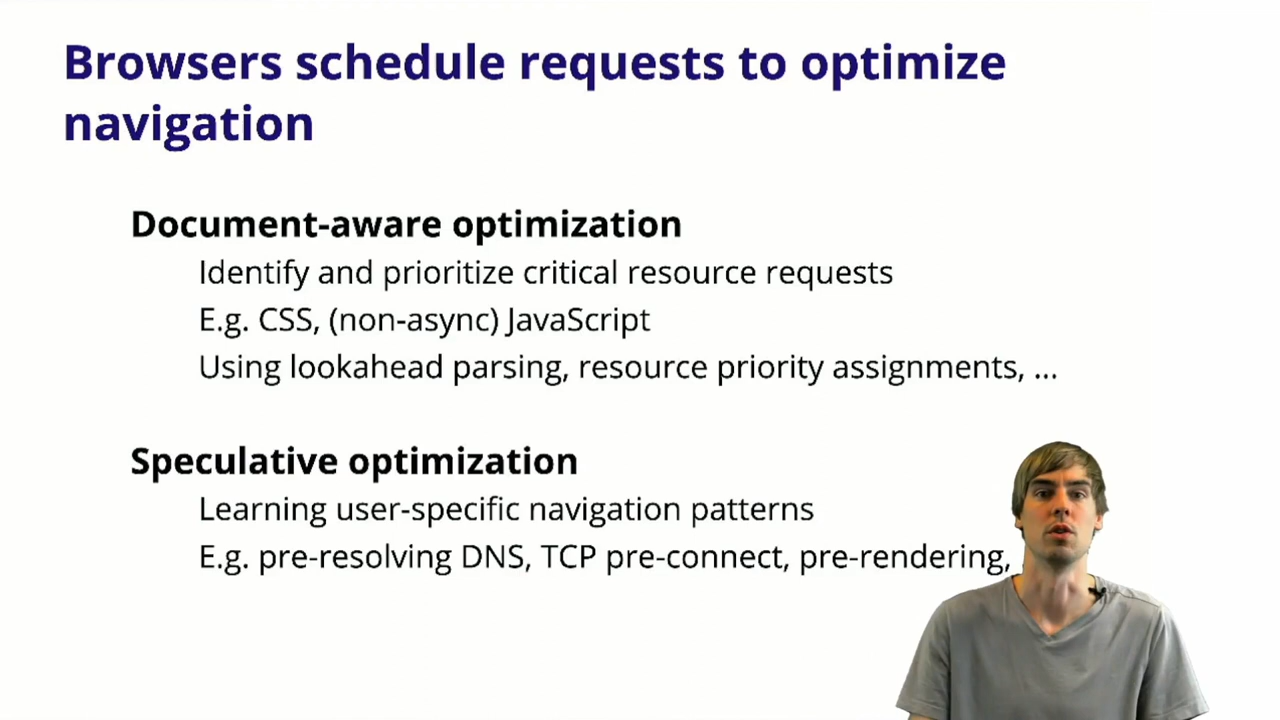 Browsers schedule requests to optimize
navigation
Document-aware optimization
Identify and prioritize critical resource requests
E.g. CSS, (non-async) JavaScript
Using lookahead parsing, resource priority assignments, ...
Speculative optimization
Learning user-specific navigation patterns
E.g. pre-resolving DNS, TCP pre-connect, pre-rendering,